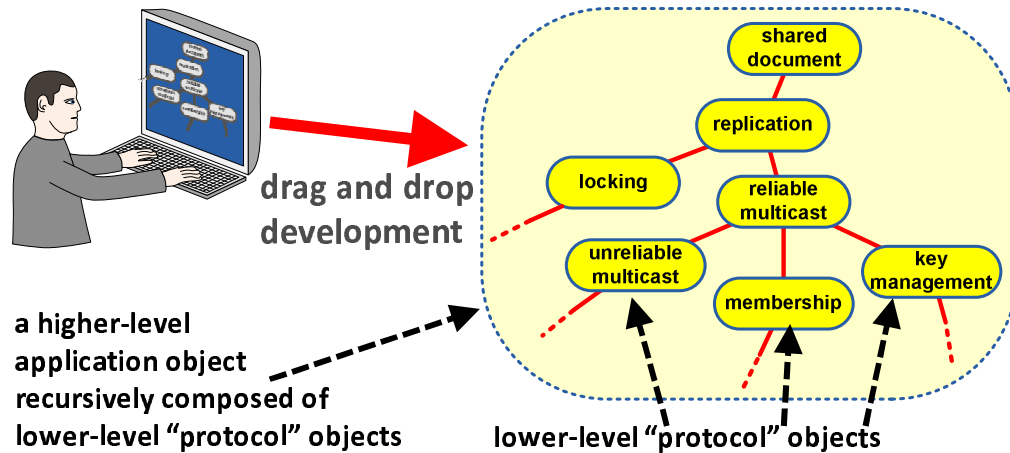 shared
document
replication
locking
reliable
multicast
unreliable
multicast
key
management
membership
drag and drop
development
a higher-level
application object
recursively composed of
lower-level “protocol” objects
lower-level “protocol” objects